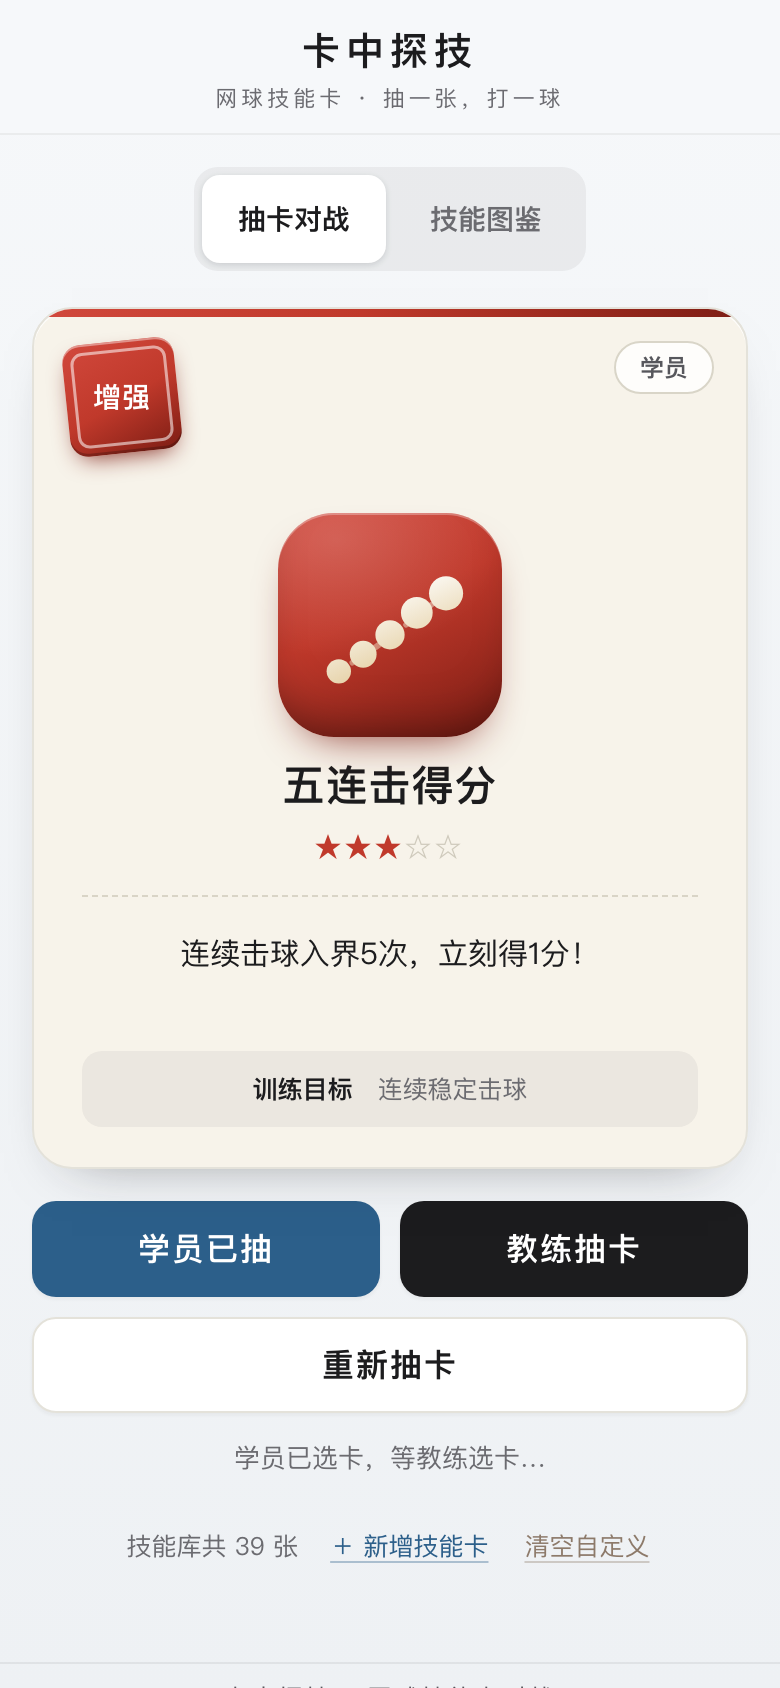 卡中探技
网球技能卡 · 抽一张，打一球
抽卡对战 技能图鉴
增强 学员
五连击得分
★★★☆☆
连续击球入界5次，立刻得1分！
训练目标 连续稳定击球
学员已抽 教练抽卡
重新抽卡
学员已选卡，等教练选卡…
技能库共 39 张 ＋ 新增技能卡 清空自定义